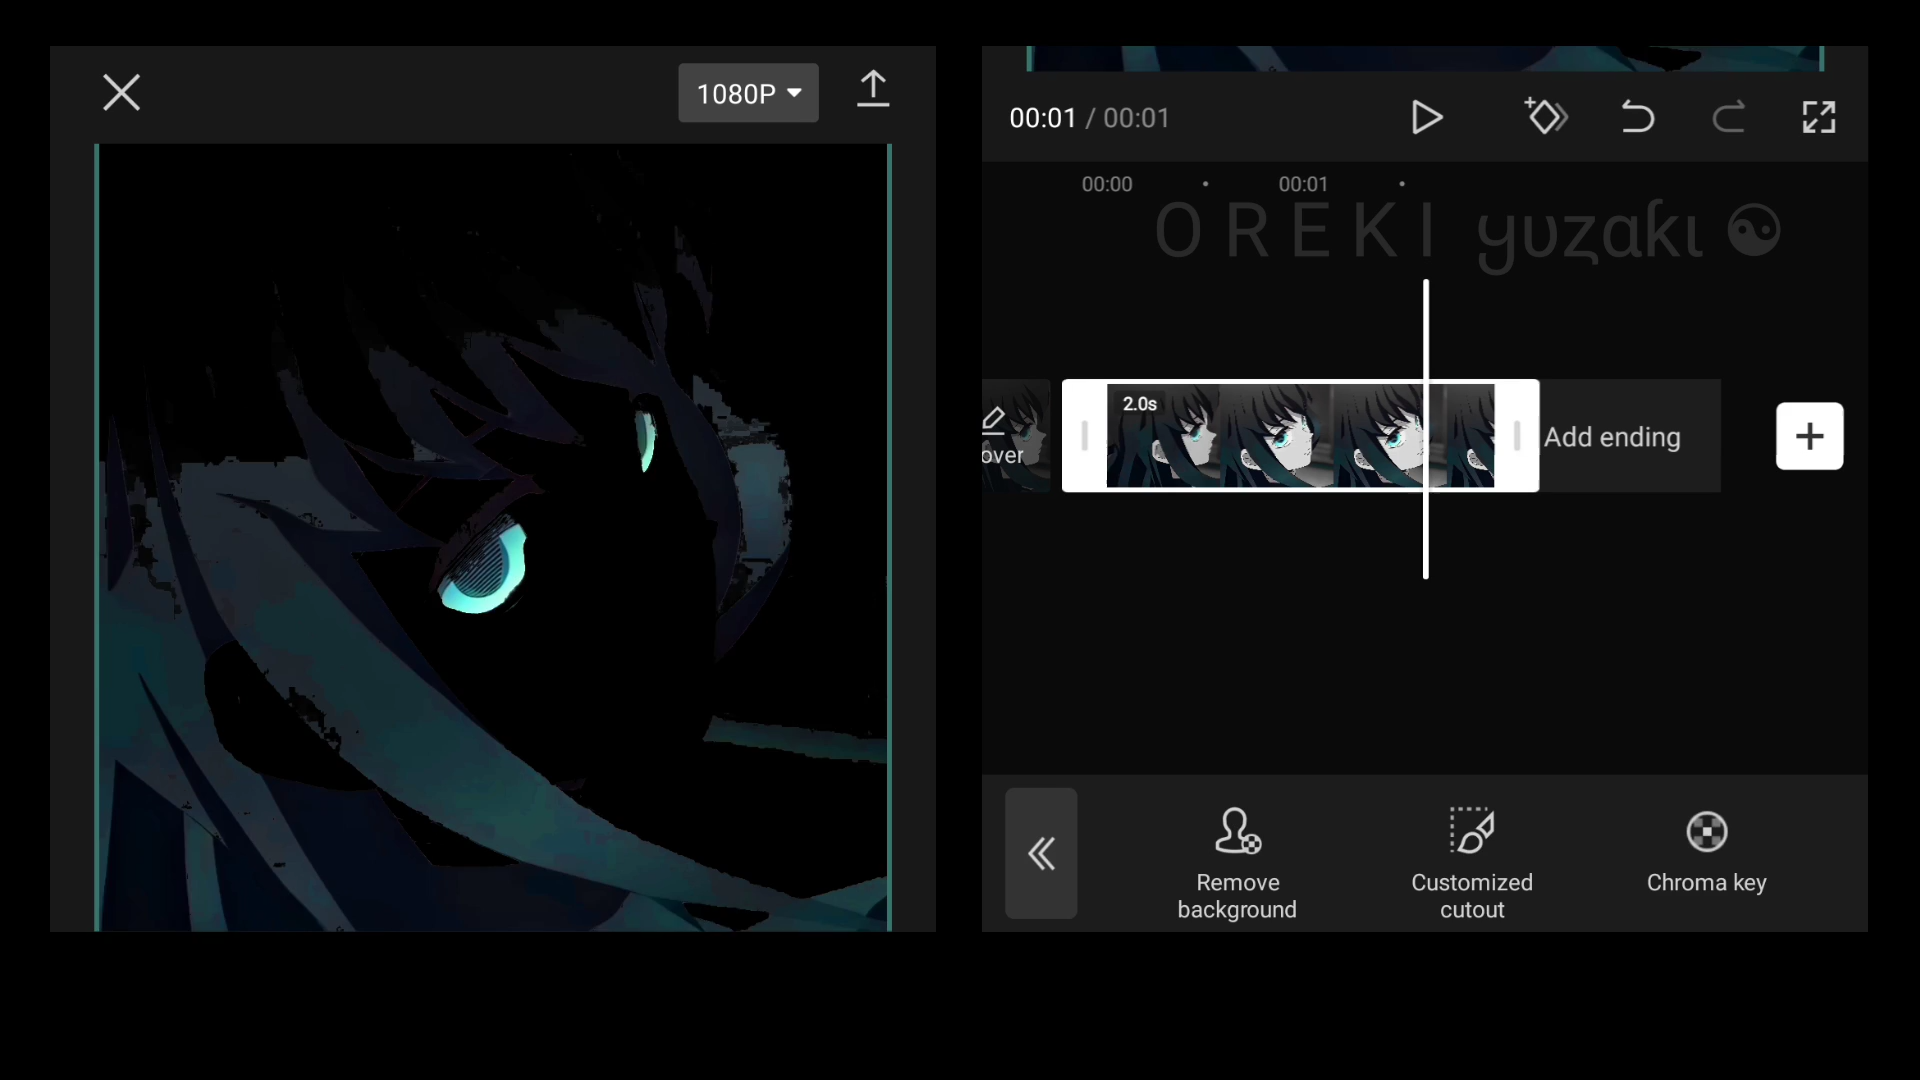 1080P
00:01 / 00:01
00:00
00:01
O R E K I yυzαƙι ☯
2.0s
over
Add ending
Remove
background
Customized
cutout
Chroma key